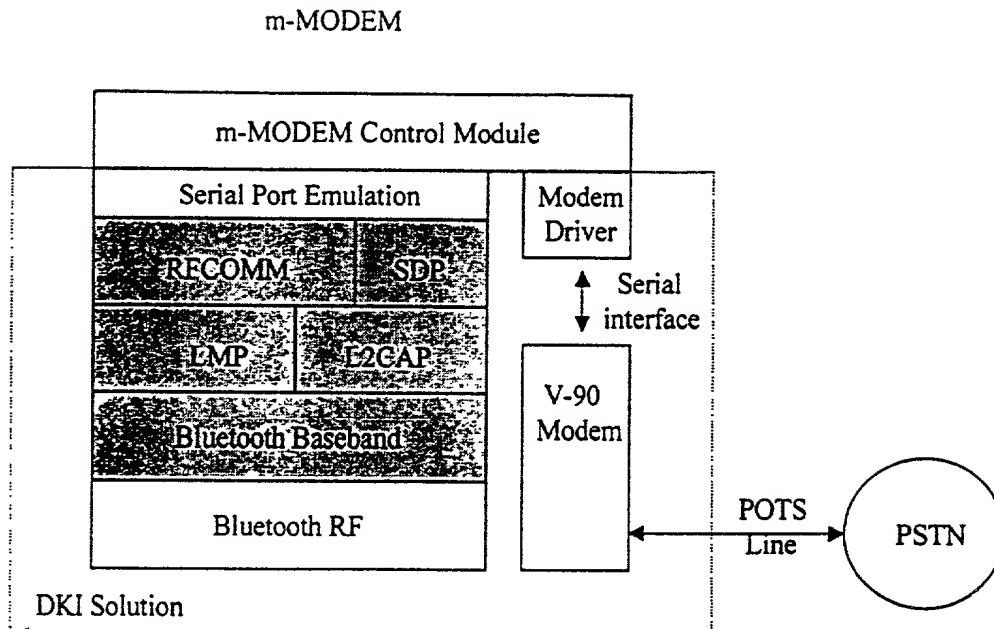 m-MODEM
m-MODEM Control Module
Serial Port Emulation
Modem
Driver
RECOMM
SDP
Serial
interface
LMP
L2CAP
V-90
Modem
Bluetooth Baseband
Bluetooth RF
POTS
Line
PSTN
DKI Solution